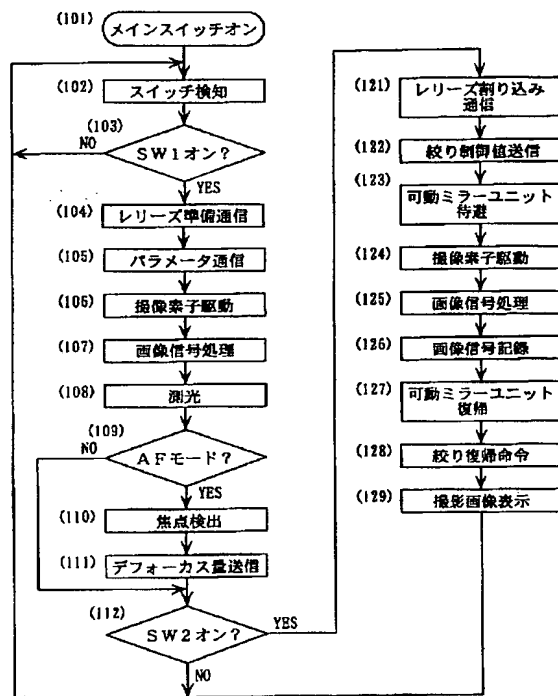 (101)
メインスイッチオン
(102)
スイッチ検知
(103)
NO
SW1オン?
YES
(104)
レリーズ準備通信
(105)
パラメータ通信
(106)
撮像素子駆動
(107)
画像信号処理
(108)
測光
(109)
NO
AFモード?
YES
(110)
焦点検出
(111)
デフォーカス量送信
(112)
SW2オン?
YES
NO
(121)
レリーズ割り込み
通信
(122)
絞り制御値送信
(123)
可動ミラーユニット
待避
(124)
撮像素子駆動
(125)
画像信号処理
(126)
画像信号記録
(127)
可動ミラーユニット
復帰
(128)
絞り復帰命令
(129)
撮影画像表示